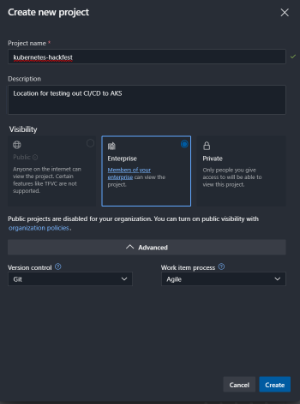 Create new project
Project name *
kubernetes-hackfest
Description
Location for testing out CI/CD to AKS
Visibility
Public
Anyone on the internet can
view the project. Certain
features like TFVC are not
supported.
Enterprise
Members of your
enterprise can view the
project.
Private
Only people you give
access to will be able to
view this project.
Public projects are disabled for your organization. You can turn on public visibility with
organization policies.
Advanced
Version control
Work item process
Git
Agile
Cancel
Create